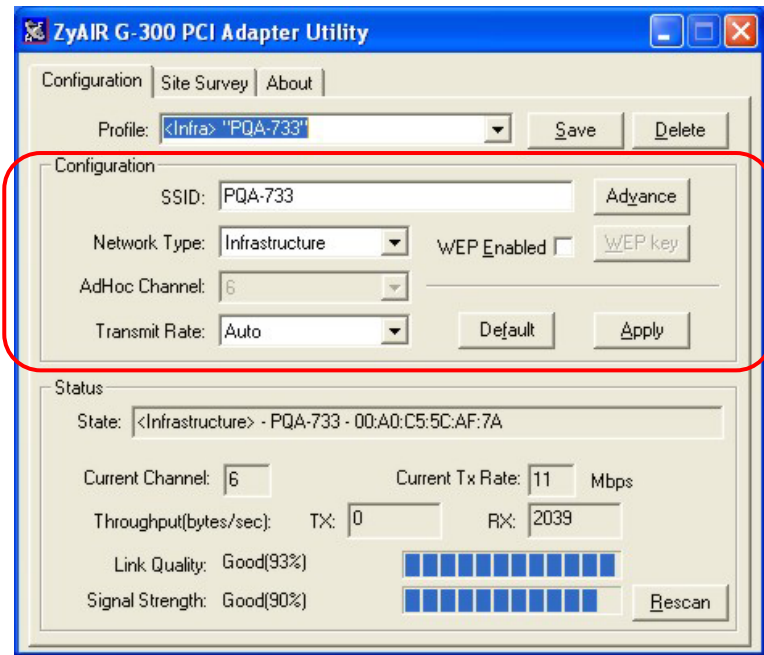 ZyAIR G-300 PCI Adapter Utility
Configuration Site Survey About
Profile: <Infra> "PQA-733" Save Delete
Configuration
SSID: PQA-733 Advance
Network Type: Infrastructure WEP Enabled WEP key
AdHoc Channel: 6
Transmit Rate: Auto Default Apply
Status
State: <Infrastructure> - PQA-733 - 00:A0:C5:5C:AF:7A
Current Channel: 6 Current Tx Rate: 11 Mbps
Throughput(bytes/sec): TX: 0 RX: 2039
Link Quality: Good(93%)
Signal Strength: Good(90%) Rescan